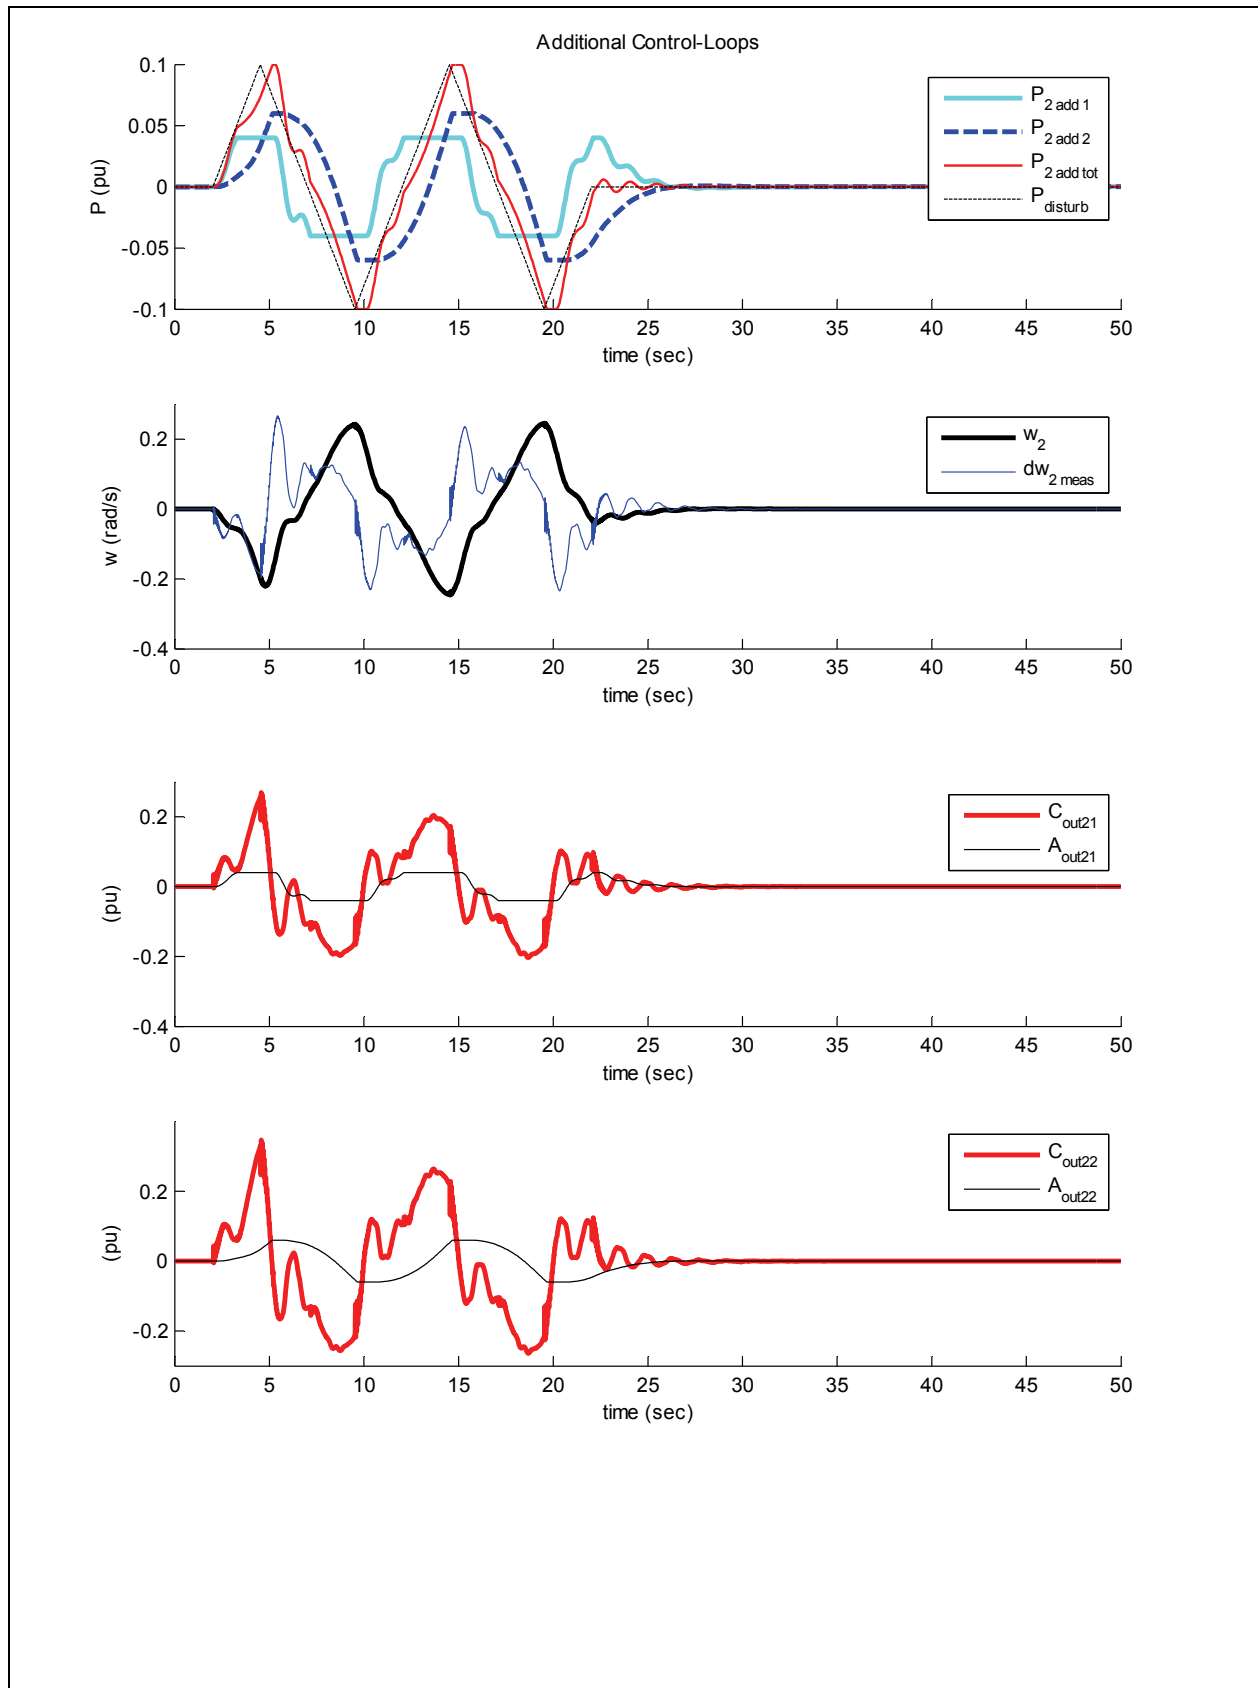 Additional Control-Loops
P (pu)
0.1
0.05
0
-0.05
-0.1
P2 add 1
P2 add 2
P2 add tot
Pdisturb
0 5 10 15 20 25 30 35 40 45 50
time (sec)
w (rad/s)
0.2
0
-0.2
-0.4
w2
dw2 meas
0 5 10 15 20 25 30 35 40 45 50
time (sec)
(pu)
0.2
0
-0.2
-0.4
Cout21
Aout21
0 5 10 15 20 25 30 35 40 45 50
time (sec)
(pu)
0.2
0
-0.2
Cout22
Aout22
0 5 10 15 20 25 30 35 40 45 50
time (sec)